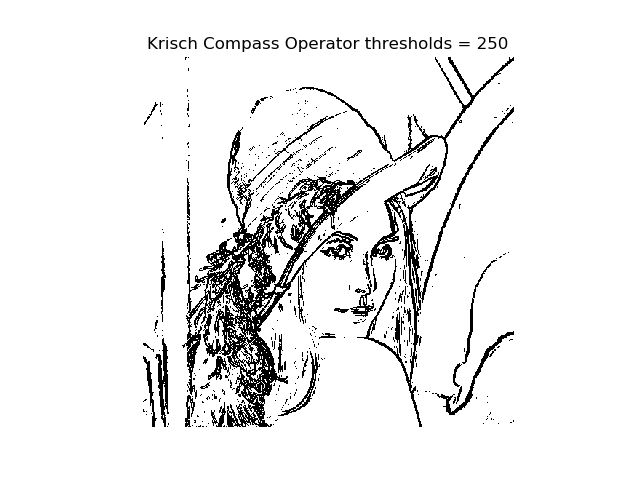 Krisch Compass Operator thresholds = 250